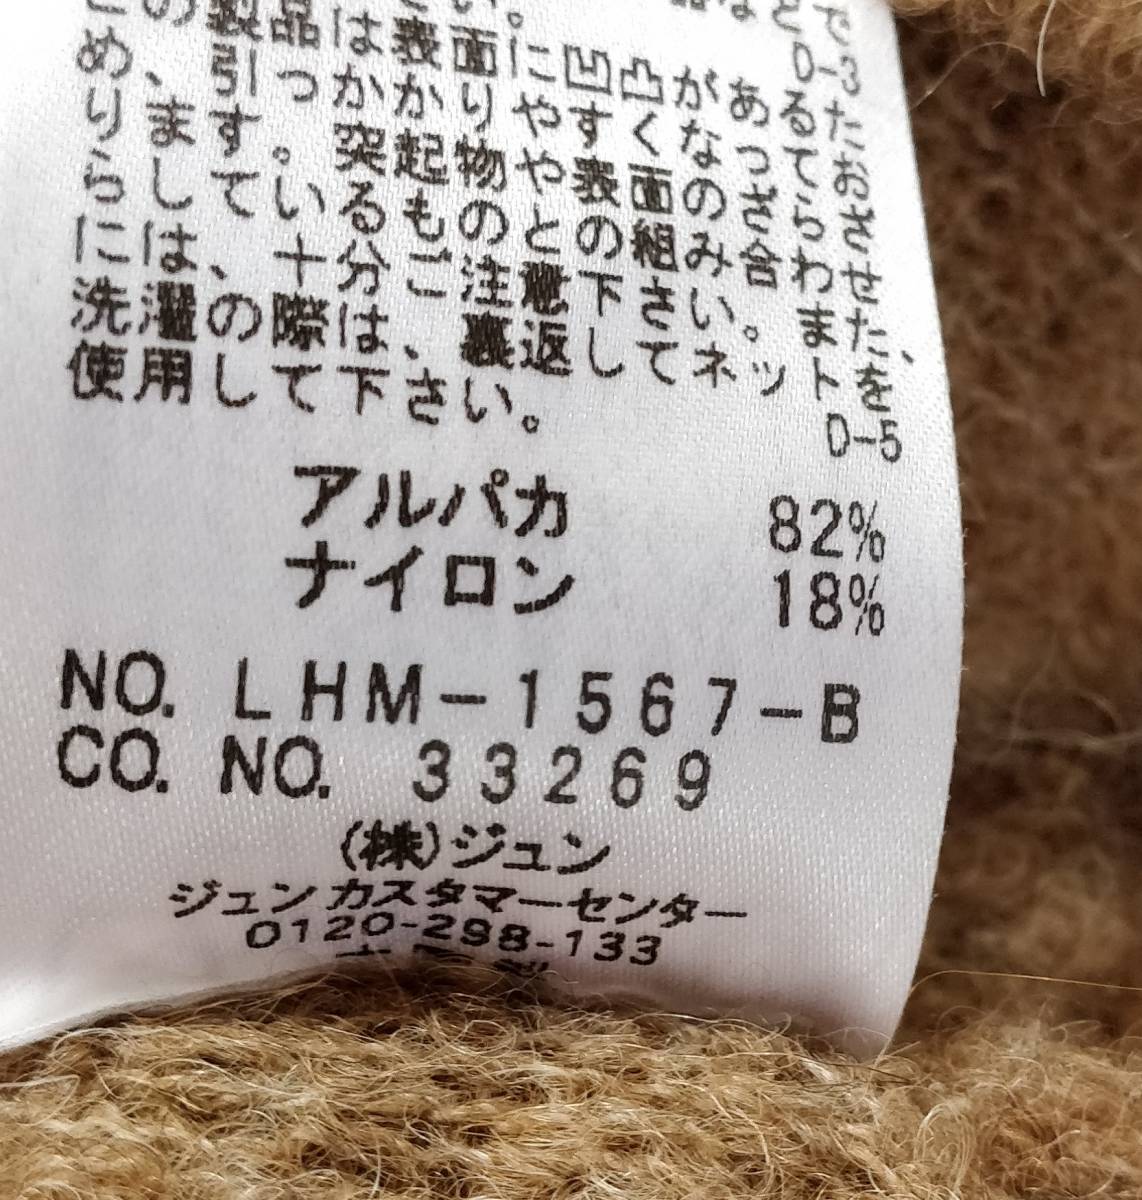 い。 D-3
この製品は表面に凹凸があるた
め、引っかかりやすくなってお
ります。突起物や表面のざらざ
らしているものとの組み合わせ
には、十分ご注意下さい。また、
洗濯の際は、裏返してネットを
使用して下さい。 D-5
アルパカ 82%
ナイロン 18%
NO. LHM-1567-B
CO. NO. 33269
(株)ジュン
ジュンカスタマーセンター
0120-298-133